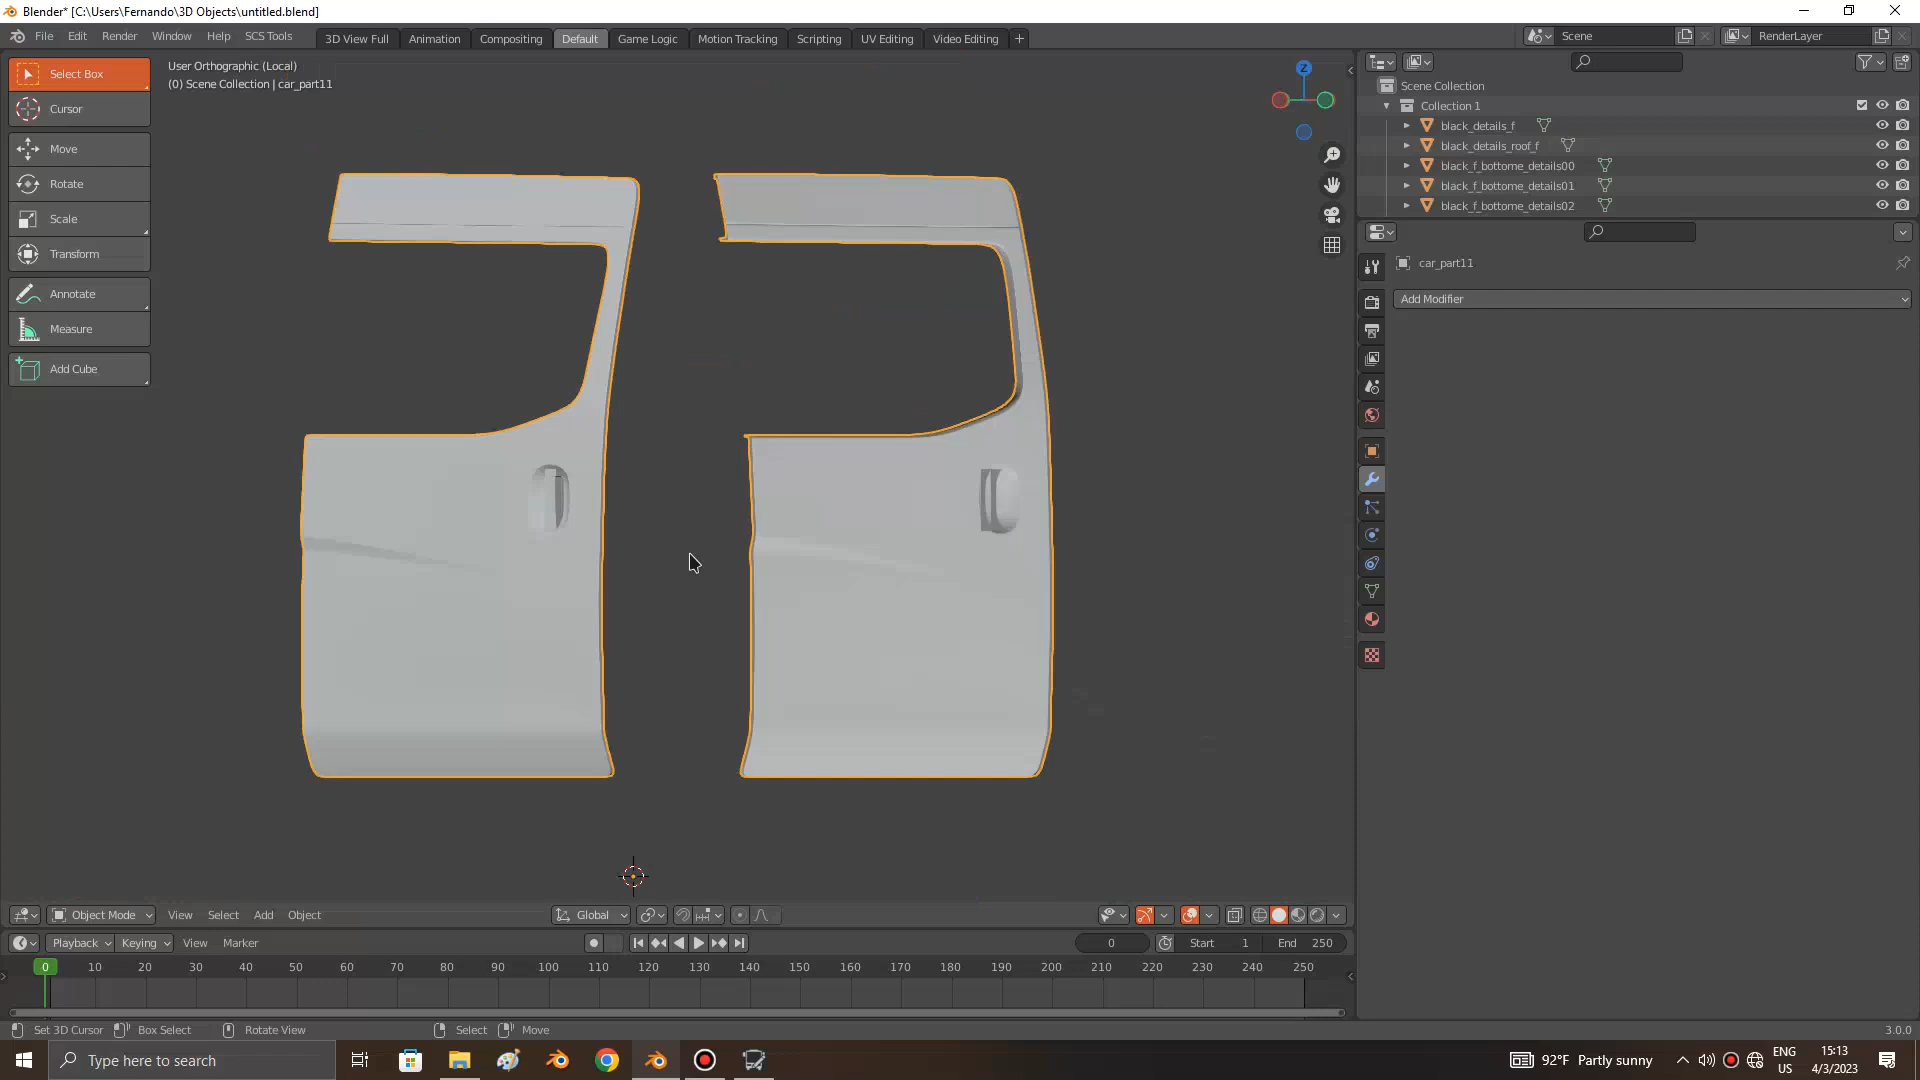 Blender* [C:\Users\Fernando\3D Objects\untitled.blend]
File Edit Render Window Help SCS Tools 3D View Full Animation Compositing Default Game Logic Motion Tracking Scripting UV Editing Video Editing + Scene RenderLayer
Select Box
Cursor
Move
Rotate
Scale
Transform
Annotate
Measure
Add Cube
User Orthographic (Local)
(0) Scene Collection | car_part11
Z
Scene Collection
Collection 1
black_details_f
black_details_roof_f
black_f_bottome_details00
black_f_bottome_details01
black_f_bottome_details02
car_part11
Add Modifier
Object Mode View Select Add Object Global
Playback Keying View Marker 0 Start 1 End 250
0 10 20 30 40 50 60 70 80 90 100 110 120 130 140 150 160 170 180 190 200 210 220 230 240 250
Set 3D Cursor Box Select Rotate View Select Move 3.0.0
Type here to search
92°F Partly sunny
ENG
US
15:13
4/3/2023